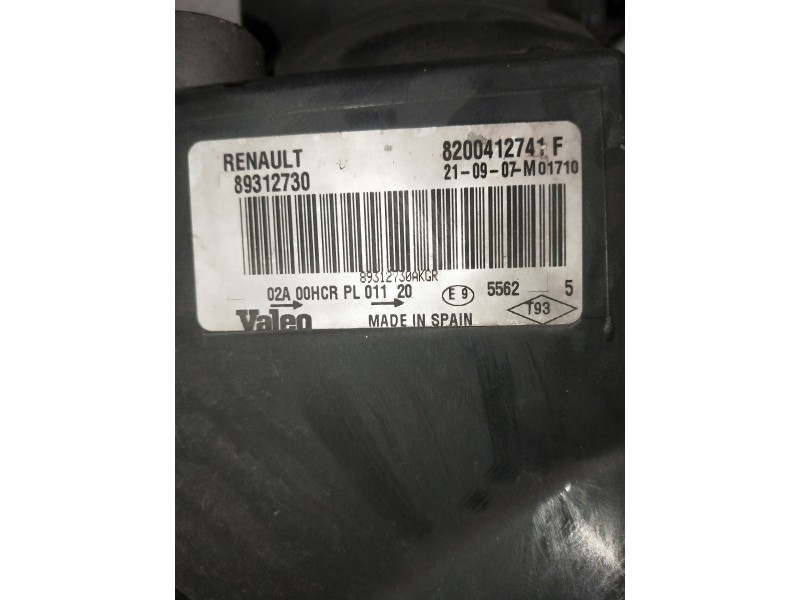 RENAULT 8200412741 F
89312730 21-09-07-M01710
89312730AKGR
02A 00HCR PL 011 20 E 9 5562 5
Valeo MADE IN SPAIN T93